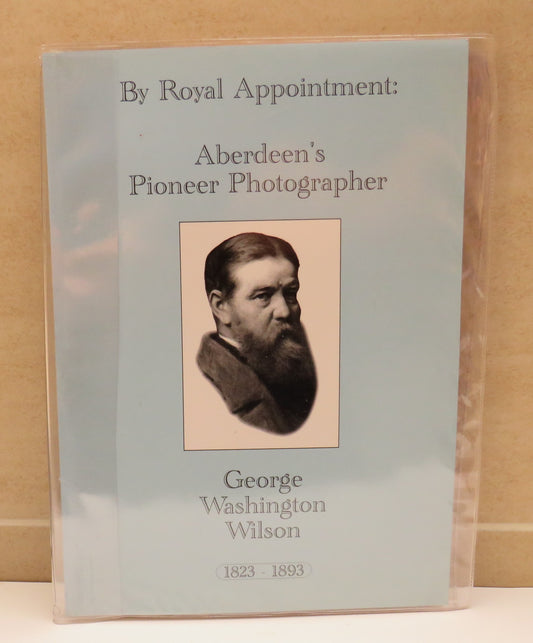 By Royal Appointment:
Aberdeen's
Pioneer Photographer
George
Washington
Wilson
1823 - 1893